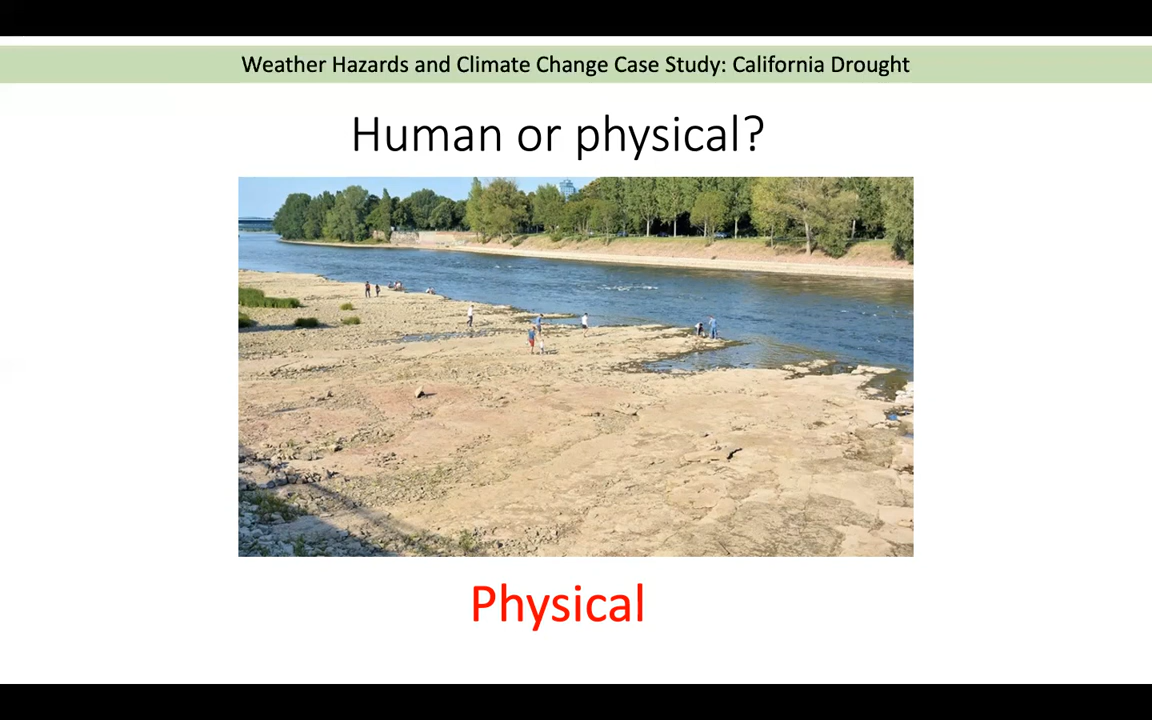 Weather Hazards and Climate Change Case Study: California Drought
Human or physical?
Physical